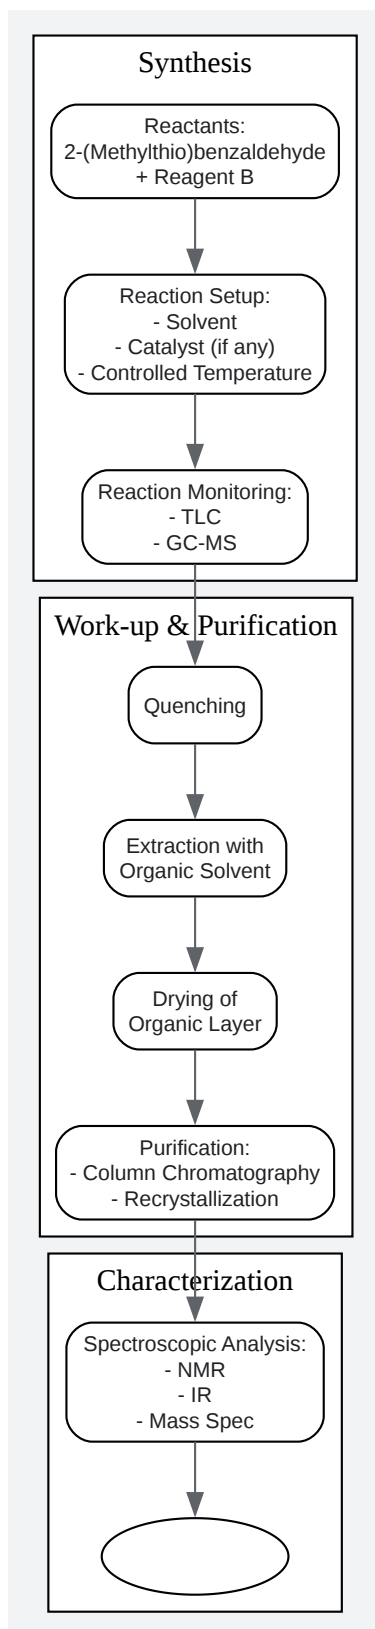 Synthesis
Reactants:
2-(Methylthio)benzaldehyde
+ Reagent B
Reaction Setup:
- Solvent
- Catalyst (if any)
- Controlled Temperature
Reaction Monitoring:
- TLC
- GC-MS
Work-up & Purification
Quenching
Extraction with
Organic Solvent
Drying of
Organic Layer
Purification:
- Column Chromatography
- Recrystallization
Characterization
Spectroscopic Analysis:
- NMR
- IR
- Mass Spec